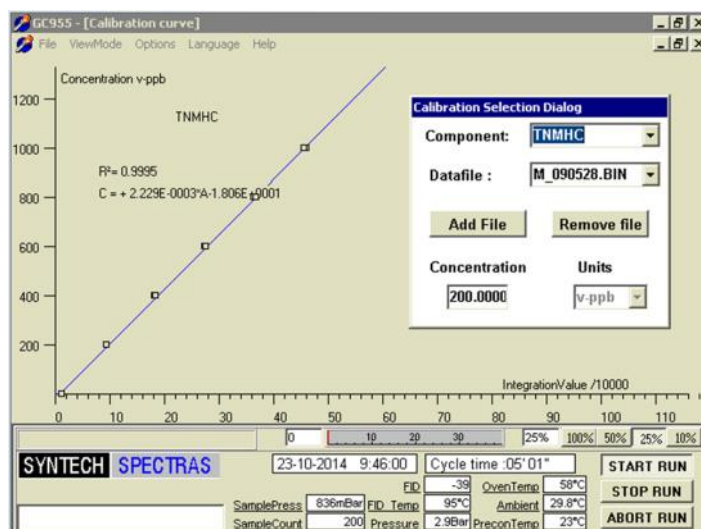 GC955 - [Calibration curve]
File ViewMode Options Language Help
Concentration v-ppb
1200
1000
800
600
400
200
TNMHC
R²= 0.9995
C = + 2.229E-0003*A-1.806E+0001
Calibration Selection Dialog
Component: TNMHC
Datafile : M_090528.BIN
Add File Remove file
Concentration Units
200.0000 v-ppb
IntegrationValue /10000
0 10 20 30 40 50 60 70 80 90 100 110
0 10 20 30 25% 100% 50% 25% 10%
SYNTECH SPECTRAS 23-10-2014 9:46:00 Cycle time :05' 01" START RUN
FID -39 OvenTemp 58°C STOP RUN
SamplePress 836mBar FID_Temp 95°C Ambient 29.8°C
SampleCount 200 Pressure 2.9Bar PreconTemp 23°C ABORT RUN